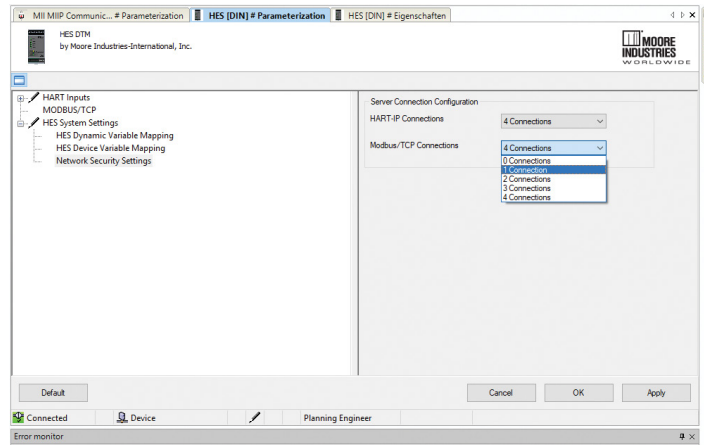 MII MIIP Communic... # Parameterization HES [DIN] # Parameterization HES [DIN] # Eigenschaften
HES DTM
by Moore Industries-International, Inc.
MOORE
INDUSTRIES
WORLDWIDE
HART Inputs
MODBUS/TCP
HES System Settings
HES Dynamic Variable Mapping
HES Device Variable Mapping
Network Security Settings
Server Connection Configuration
HART-IP Connections 4 Connections
Modbus/TCP Connections 4 Connections
0 Connections
1 Connection
2 Connections
3 Connections
4 Connections
Default Cancel OK Apply
Connected Device Planning Engineer
Error monitor